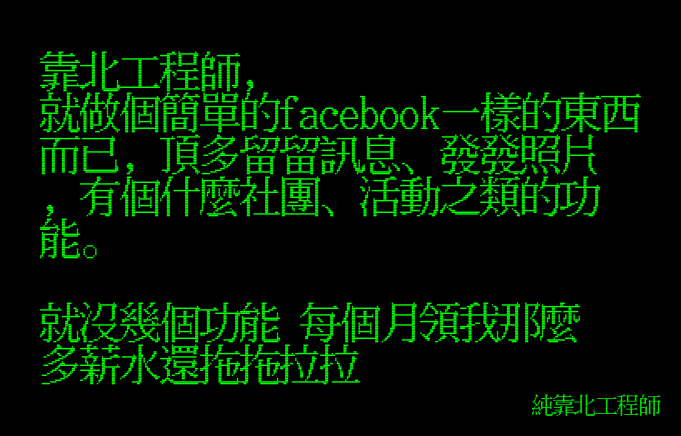 靠北工程師,
就做個簡單的facebook一樣的東西
而已, 頂多留留訊息、發發照片
, 有個什麼社團、活動之類的功
能。
就沒幾個功能 每個月領我那麼
多薪水還拖拖拉拉
純靠北工程師